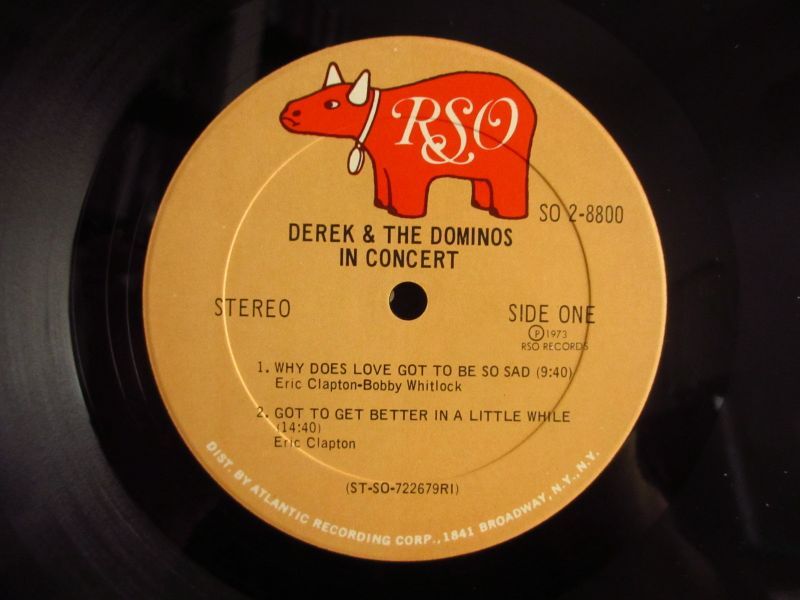 RSO
SO 2-8800
DEREK & THE DOMINOS
IN CONCERT
STEREO
SIDE ONE
Ⓟ1973
RSO RECORDS
1. WHY DOES LOVE GOT TO BE SO SAD (9:40)
Eric Clapton-Bobby Whitlock
2. GOT TO GET BETTER IN A LITTLE WHILE
(14:40)
Eric Clapton
(ST-SO-722679RI)
DIST. BY ATLANTIC RECORDING CORP., 1841 BROADWAY, N.Y., N.Y.